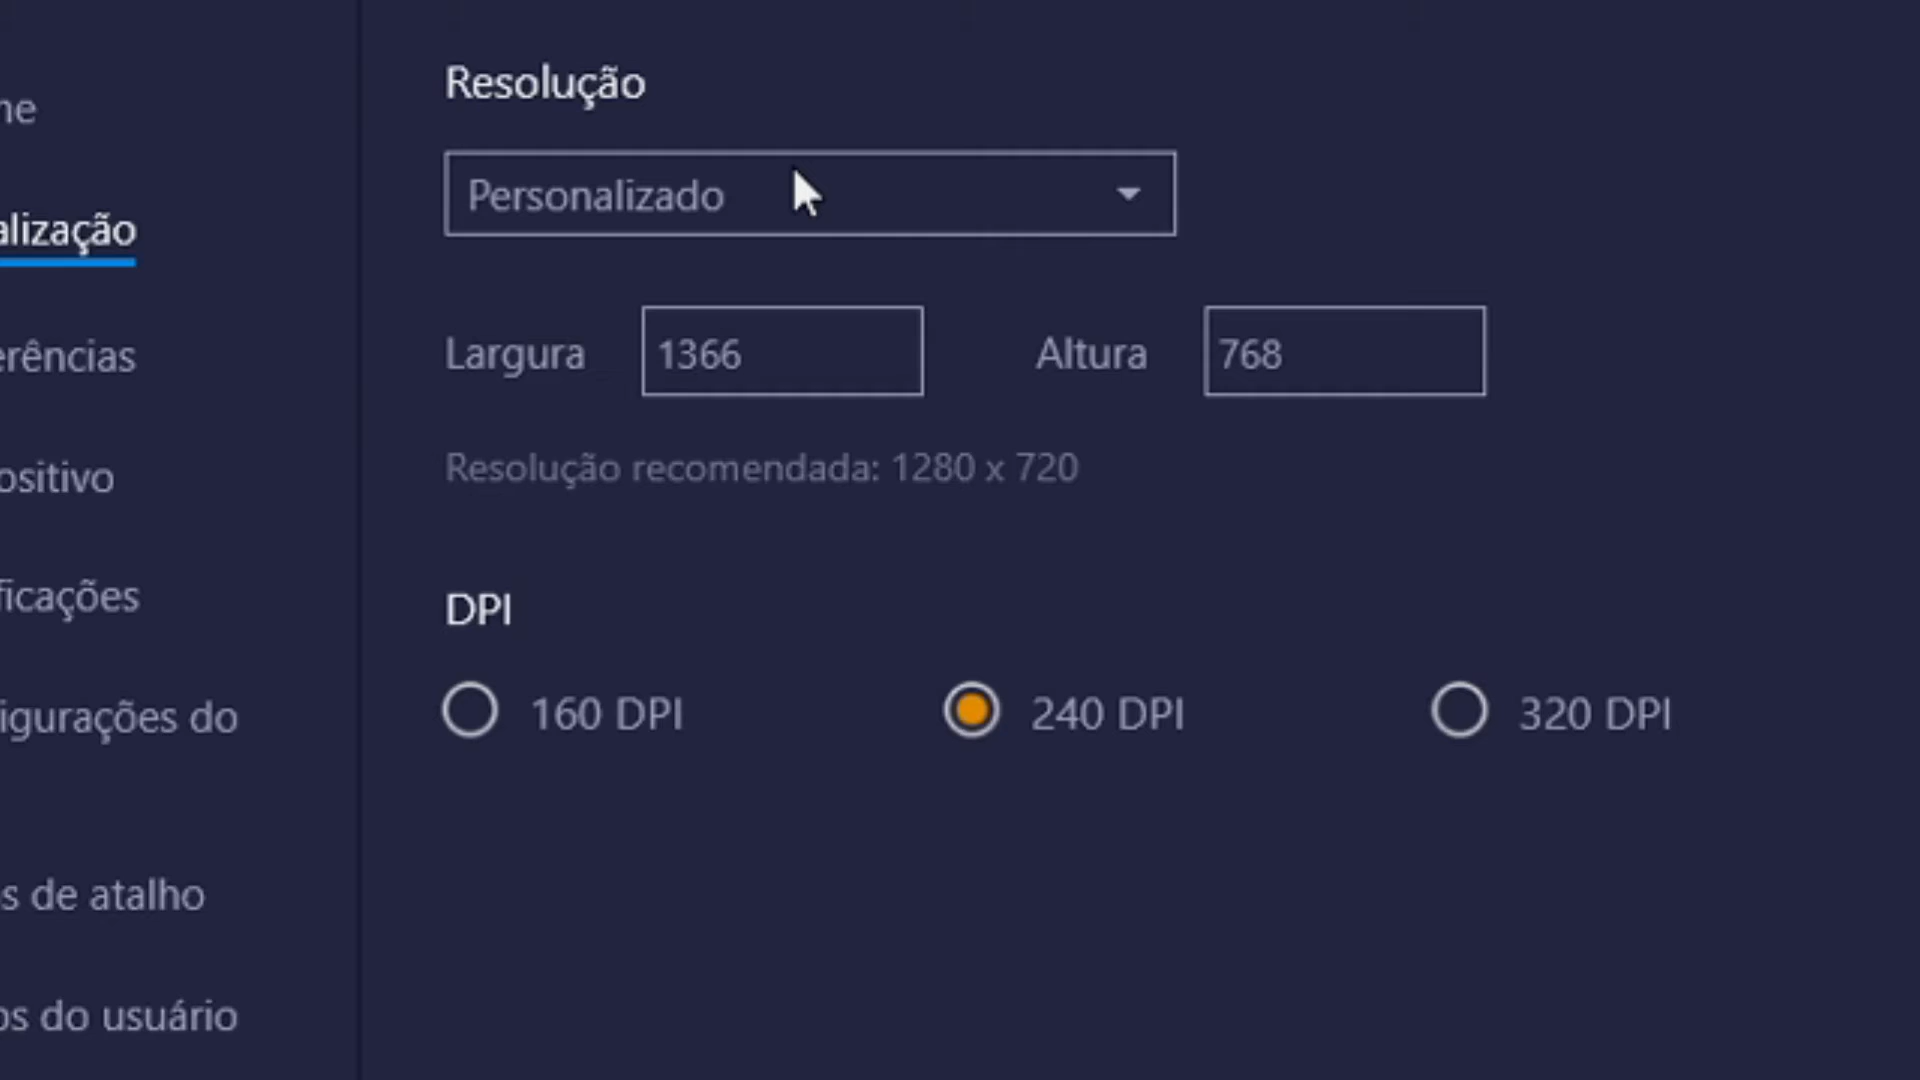 Resolução
Personalizado
Largura 1366 Altura 768
Resolução recomendada: 1280 x 720
DPI
160 DPI 240 DPI 320 DPI
ne
alização
erências
ositivo
ficações
igurações do
s de atalho
os do usuário